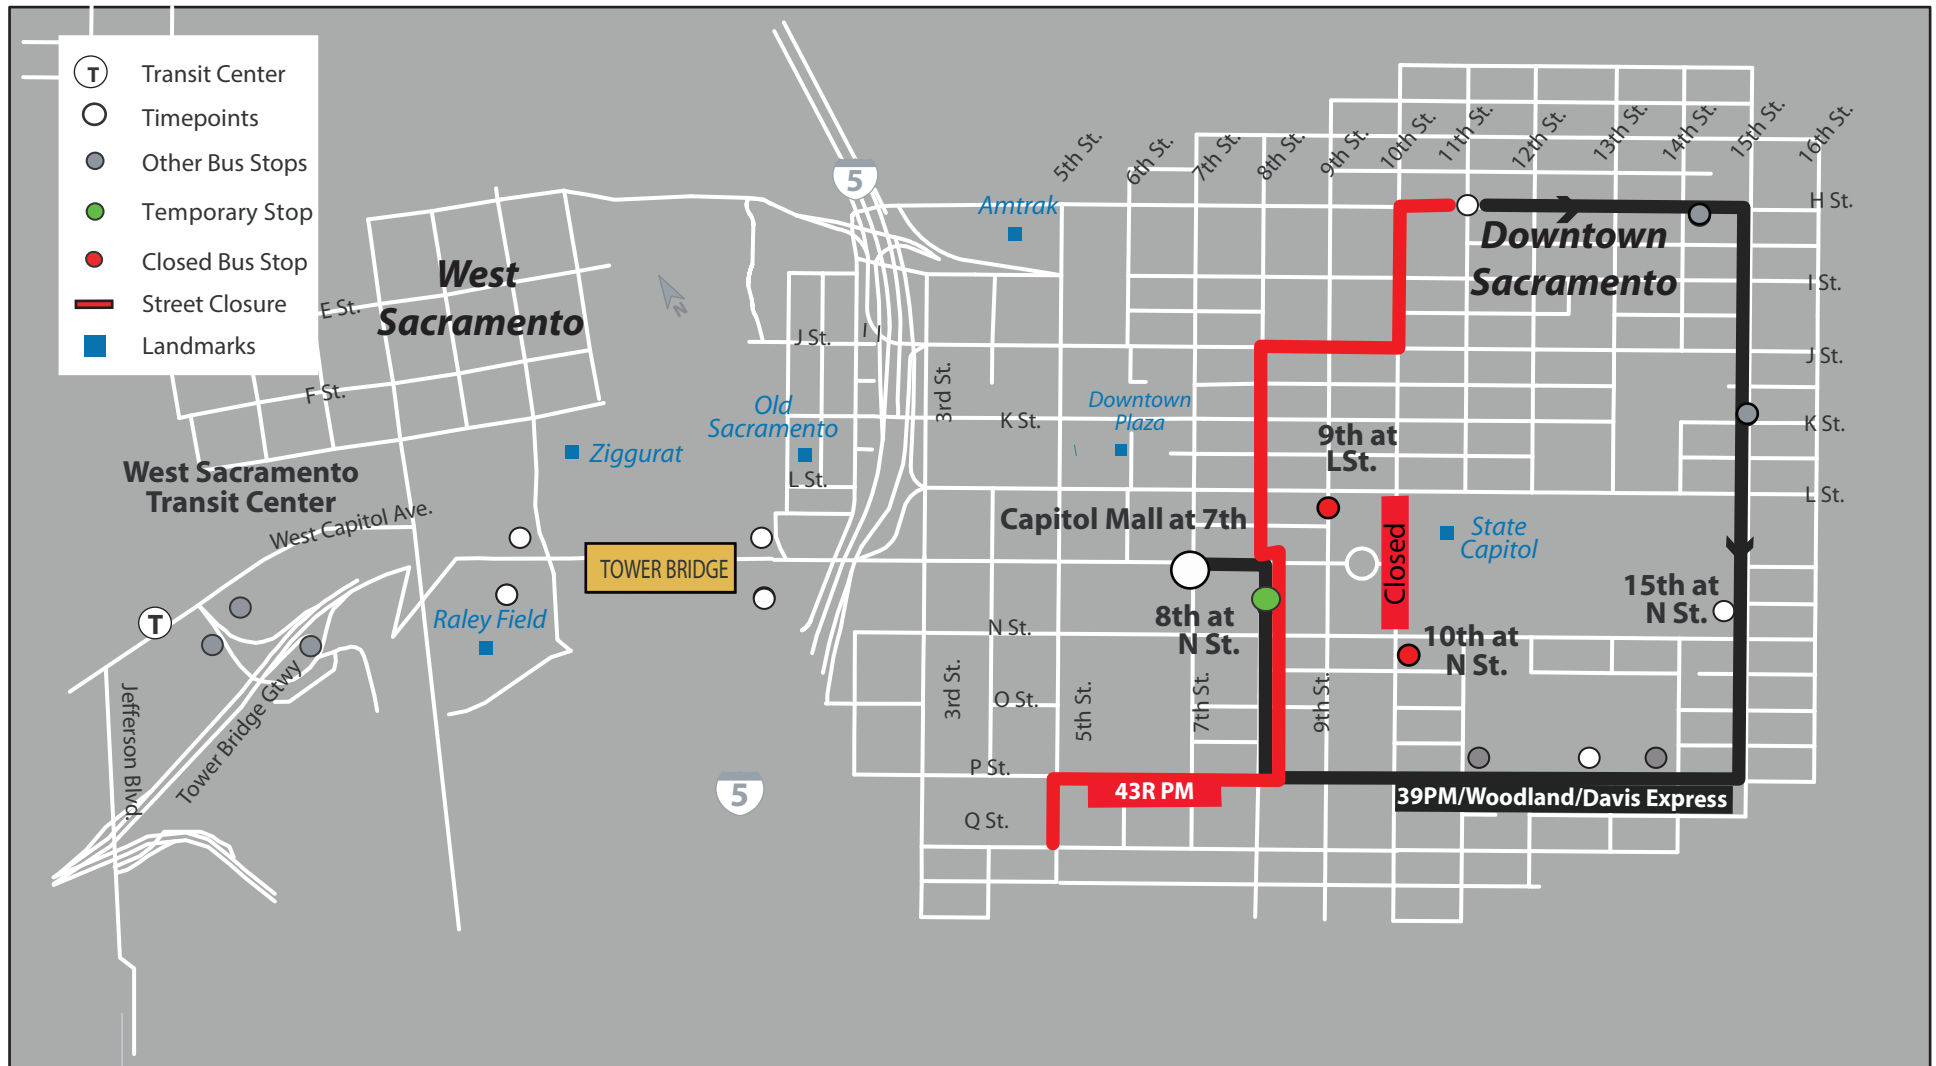 T
Transit Center
Timepoints
Other Bus Stops
Temporary Stop
Closed Bus Stop
Street Closure
Landmarks
5th St.
6th St.
7th St.
8th St.
9th St.
10th St.
11th St.
12th St.
13th St.
14th St.
15th St.
16th St.
5
Amtrak
H St.
Downtown
Sacramento
West
Sacramento
N
E St.
I St.
J St.
J St.
3rd St.
F St.
Old
Sacramento
Downtown
Plaza
K St.
K St.
9th at
LSt.
Ziggurat
West Sacramento
Transit Center
L St.
L St.
West Capitol Ave.
Capitol Mall at 7th
Closed
State
Capitol
TOWER BRIDGE
T
Raley Field
8th at
N St.
15th at
N St.
N St.
10th at
N St.
Jefferson Blvd.
Tower Bridge Gtwy
3rd St.
O St.
5th St.
7th St.
9th St.
P St.
5
43R PM
39PM/Woodland/Davis Express
Q St.